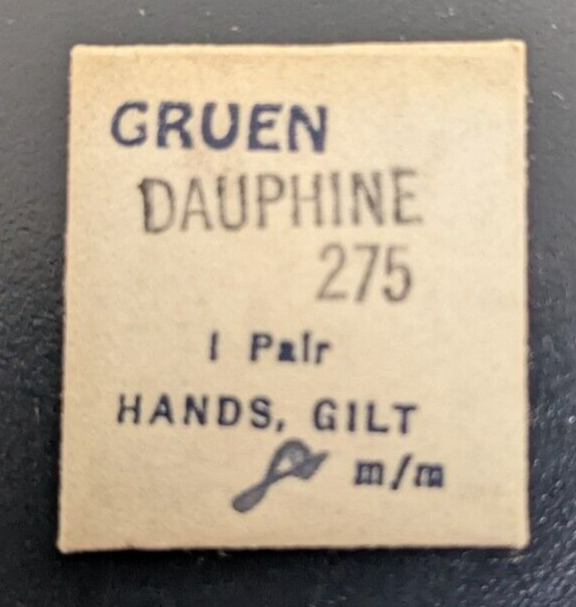 GRUEN
DAUPHINE
275
1 Pair
HANDS, GILT
m/m